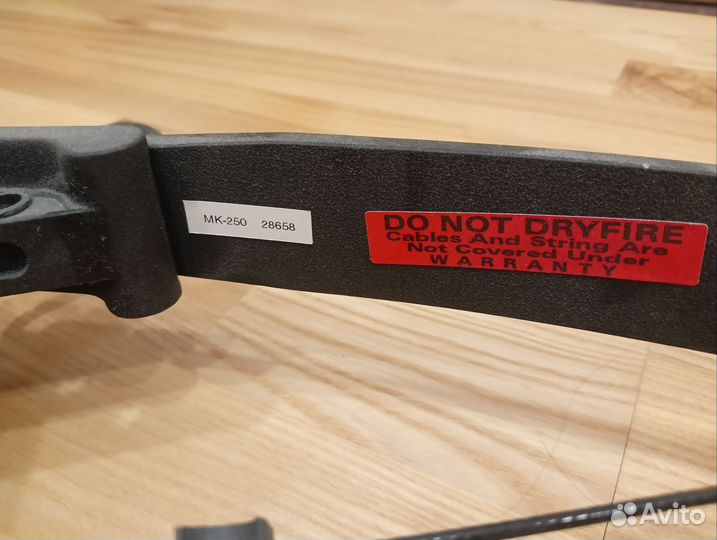 MK-250 28658
DO NOT DRYFIRE
Cables And String Are
Not Covered Under
WARRANTY
Avito